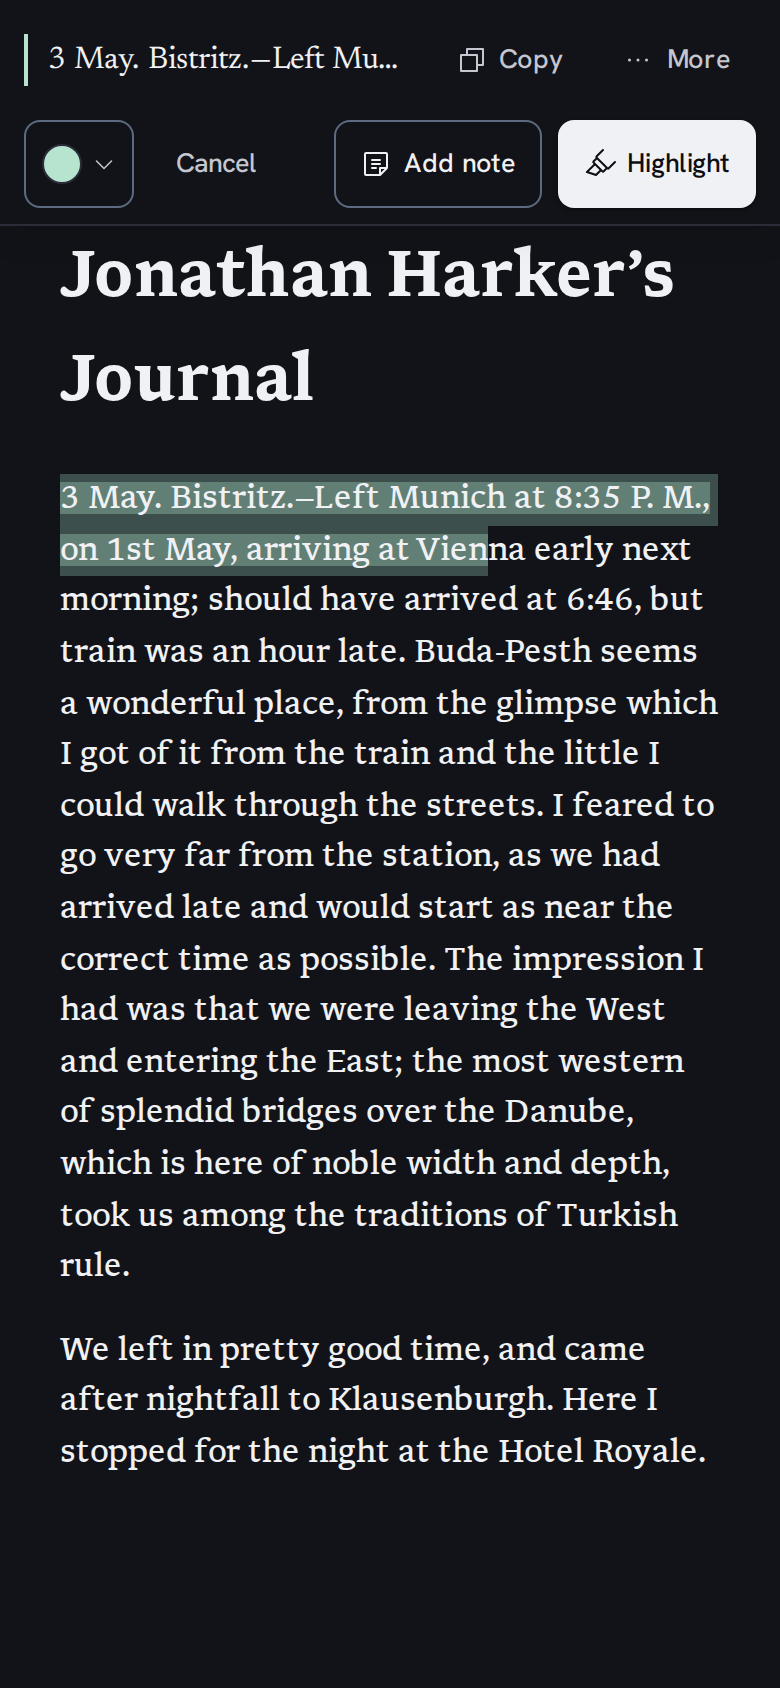 3 May. Bistritz.—Left Mu...
Copy
More
Cancel
Add note
Highlight
Jonathan Harker’s
Journal
3 May. Bistritz.—Left Munich at 8:35 P. M.,
on 1st May, arriving at Vienna early next
morning; should have arrived at 6:46, but
train was an hour late. Buda-Pesth seems
a wonderful place, from the glimpse which
I got of it from the train and the little I
could walk through the streets. I feared to
go very far from the station, as we had
arrived late and would start as near the
correct time as possible. The impression I
had was that we were leaving the West
and entering the East; the most western
of splendid bridges over the Danube,
which is here of noble width and depth,
took us among the traditions of Turkish
rule.
We left in pretty good time, and came
after nightfall to Klausenburgh. Here I
stopped for the night at the Hotel Royale.